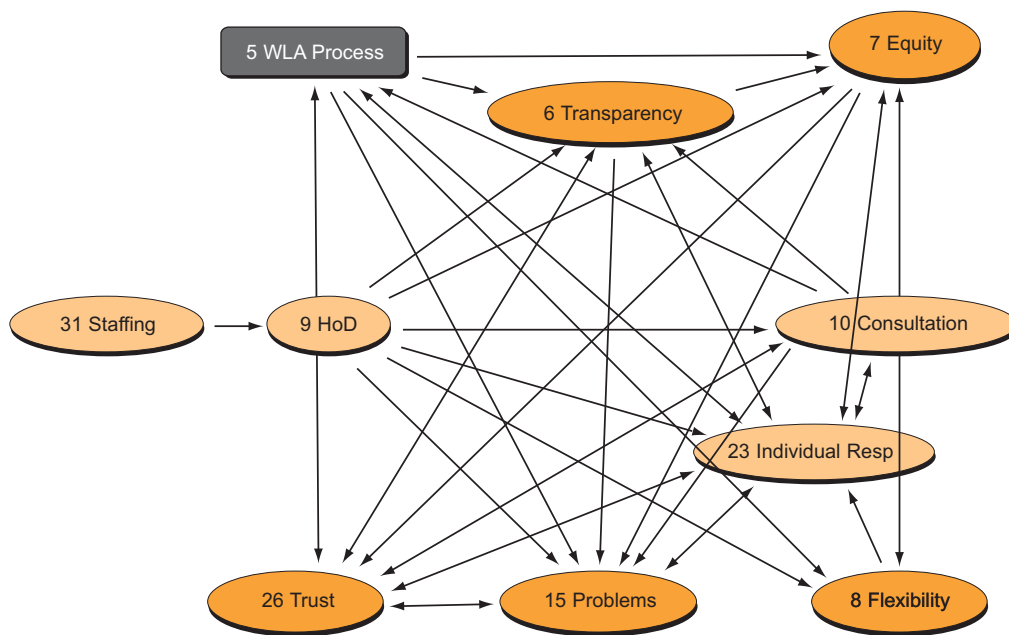 5 WLA Process
7 Equity
6 Transparency
31 Staffing
9 HoD
10 Consultation
23 Individual Resp
26 Trust
15 Problems
8 Flexibility